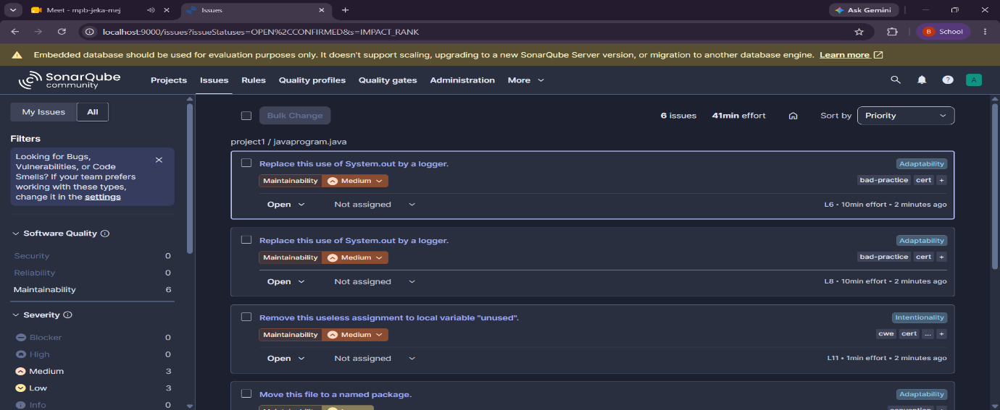 Meet - mpb-jeka-mej
Issues
Ask Gemini
localhost:9000/issues?issueStatuses=OPEN%2CCONFIRMED&s=IMPACT_RANK
B School
Embedded database should be used for evaluation purposes only. It doesn't support scaling, upgrading to a new SonarQube Server version, or migration to another database engine. Learn more
SonarQube
community
Projects Issues Rules Quality profiles Quality gates Administration More
? A
My Issues All
Bulk Change
6 issues 41min effort Sort by Priority
Filters
Looking for Bugs,
Vulnerabilities, or Code
Smells? If your team prefers
working with these types,
change it in the settings
Software Quality
Security 0
Reliability 0
Maintainability 6
Severity
Blocker 0
High 0
Medium 3
Low 3
Info 0
project1 / javaprogram.java
Replace this use of System.out by a logger. Adaptability
Maintainability Medium bad-practice cert +
Open Not assigned L6 • 10min effort • 2 minutes ago
Replace this use of System.out by a logger. Adaptability
Maintainability Medium bad-practice cert +
Open Not assigned L8 • 10min effort • 2 minutes ago
Remove this useless assignment to local variable "unused". Intentionality
Maintainability Medium cwe cert ... +
Open Not assigned L11 • 1min effort • 2 minutes ago
Move this file to a named package. Adaptability